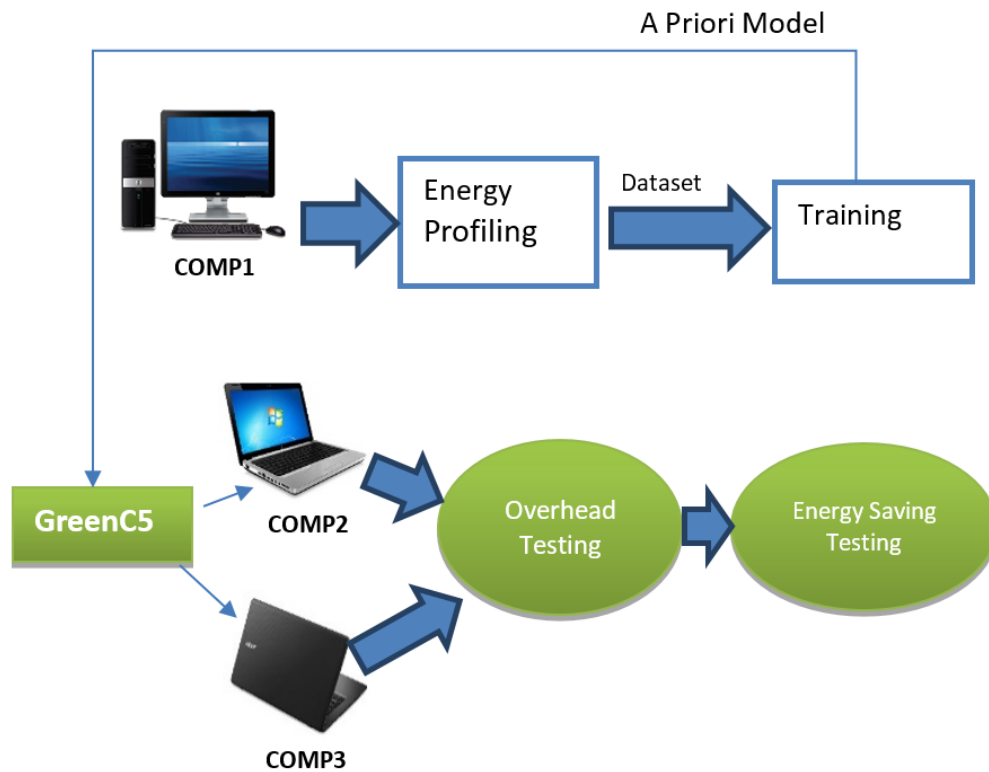 A Priori Model
Energy
Profiling
Dataset
Training
COMP1
GreenC5
COMP2
Overhead
Testing
Energy Saving
Testing
COMP3